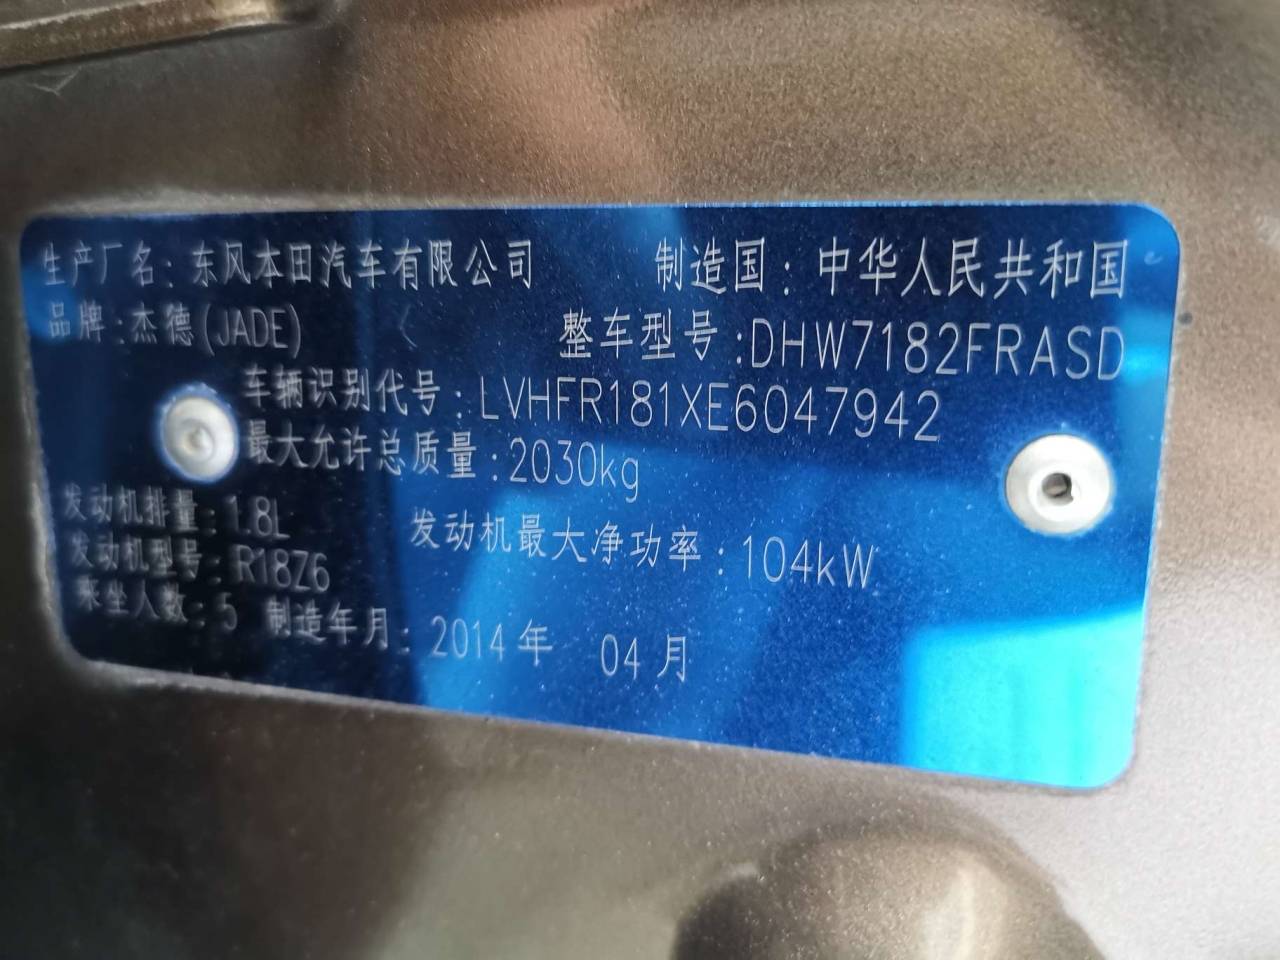 生产厂名：东风本田汽车有限公司 制造国：中华人民共和国
品牌：杰德(JADE) 整车型号：DHW7182FRASD
车辆识别代号：LVHFR181XE6047942
最大允许总质量：2030kg
发动机排量：1.8L 发动机最大净功率：104kW
发动机型号：R18Z6
乘坐人数：5 制造年月：2014年 04月